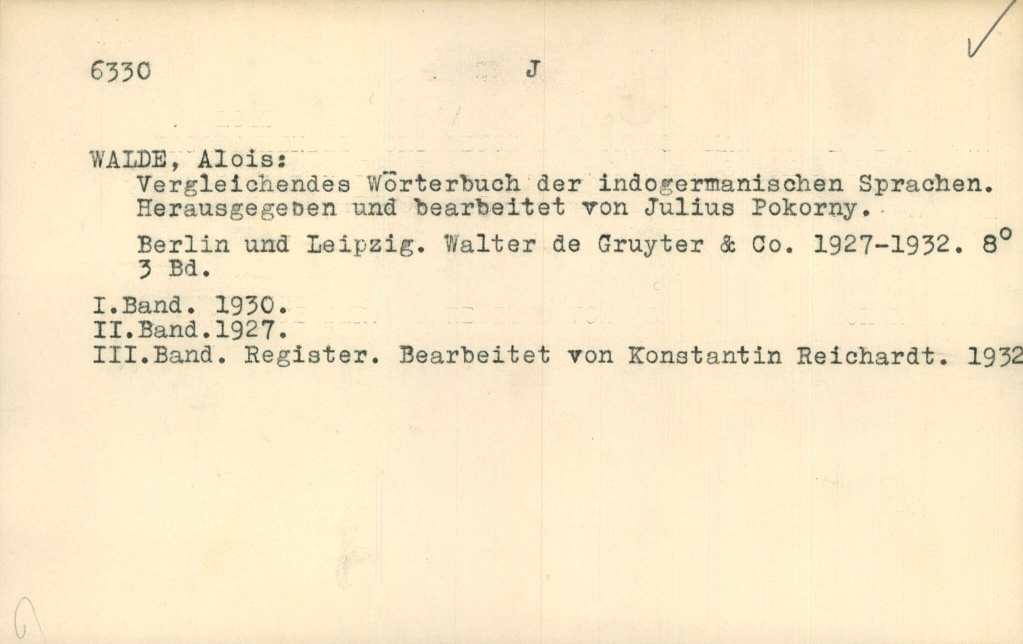 6330 J
WALDE, Alois:
Vergleichendes Wörterbuch der indogermanischen Sprachen.
Herausgegeben und bearbeitet von Julius Pokorny.
Berlin und Leipzig. Walter de Gruyter & Co. 1927-1932. 8°
3 Bd.
I.Band. 1930.
II.Band.1927.
III.Band. Register. Bearbeitet von Konstantin Reichardt. 1932